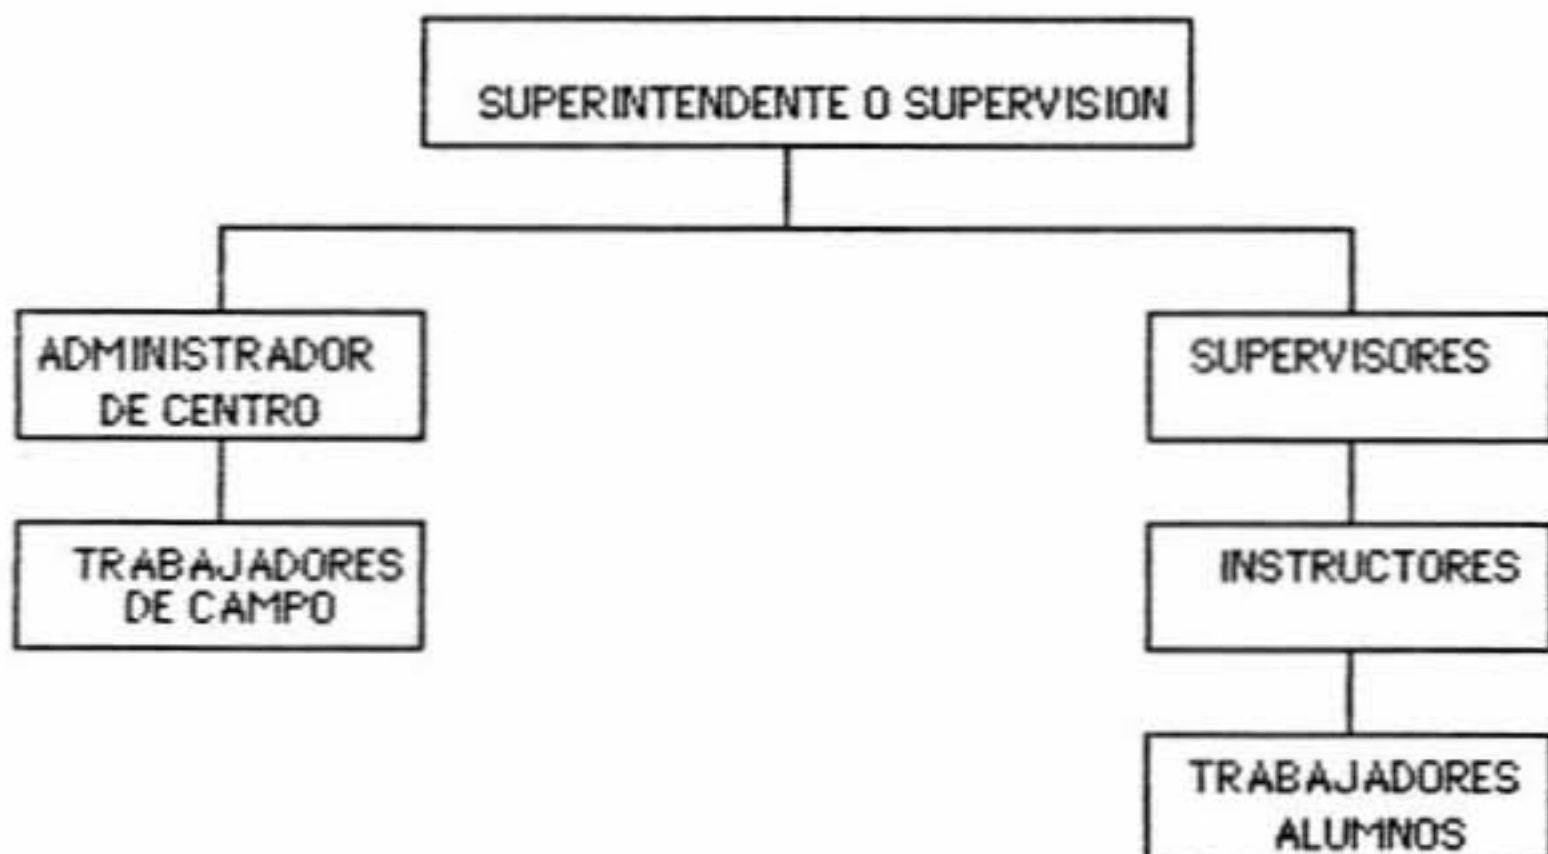 SUPERINTENDENTE O SUPERVISION
ADMINISTRADOR
DE CENTRO
SUPERVISORES
TRABAJADORES
DE CAMPO
INSTRUCTORES
TRABAJADORES
ALUMNOS